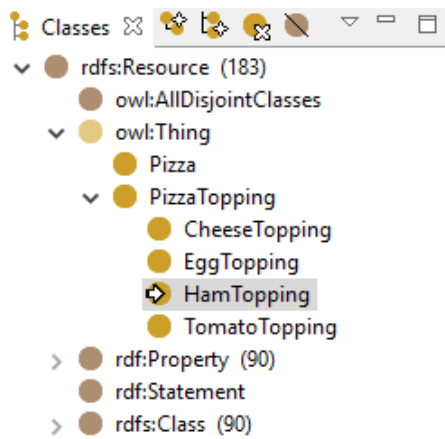 Classes
rdfs:Resource (183)
owl:AllDisjointClasses
owl:Thing
Pizza
PizzaTopping
CheeseTopping
EggTopping
HamTopping
TomatoTopping
rdf:Property (90)
rdf:Statement
rdfs:Class (90)